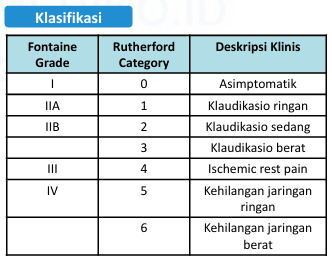 Klasifikasi
Fontaine Grade | Rutherford Category | Deskripsi Klinis
I | 0 | Asimptomatik
IIA | 1 | Klaudikasio ringan
IIB | 2 | Klaudikasio sedang
3 | Klaudikasio berat
III | 4 | Ischemic rest pain
IV | 5 | Kehilangan jaringan ringan
6 | Kehilangan jaringan berat